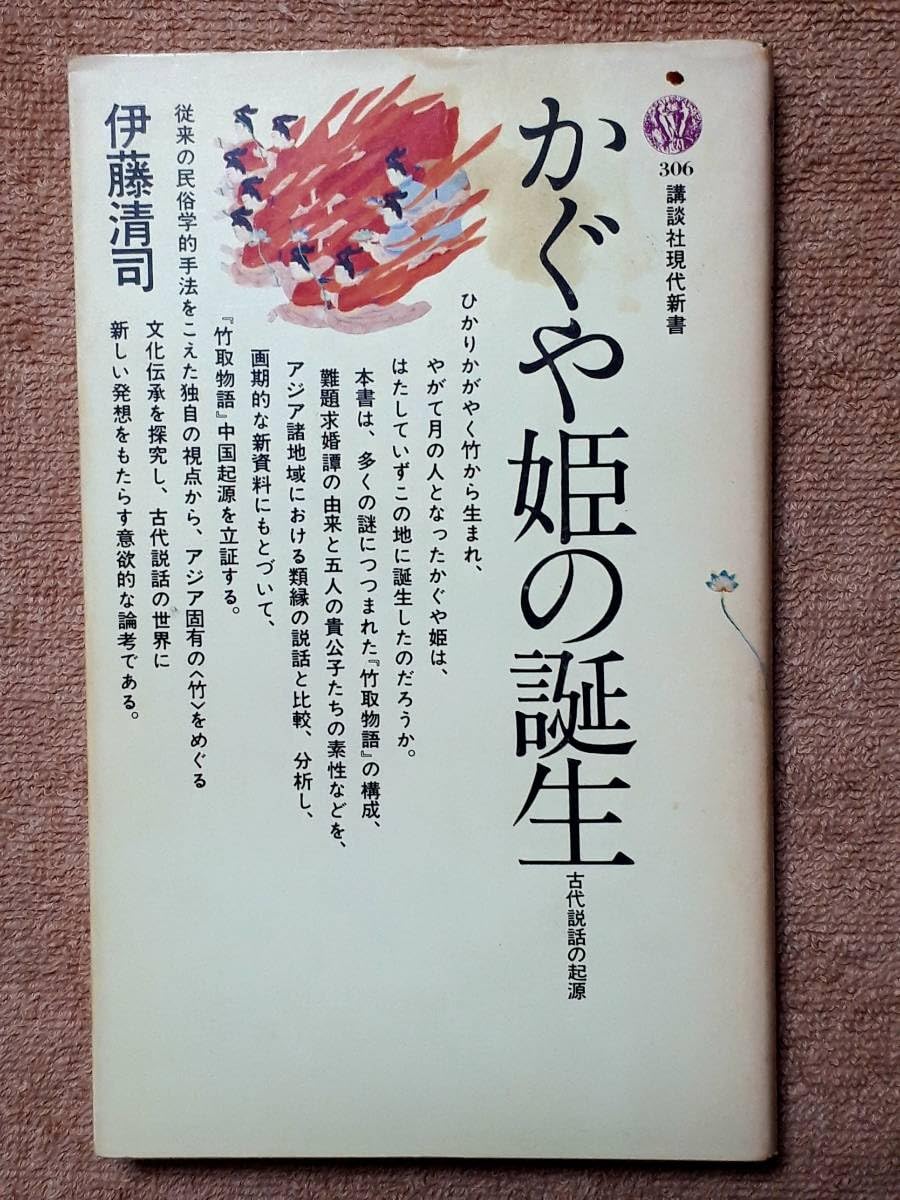 306
講談社現代新書
かぐや姫の誕生
古代説話の起源
ひかりかがやく竹から生まれ、
やがて月の人となったかぐや姫は、
はたしていずこの地に誕生したのだろうか。
本書は、多くの謎につつまれた『竹取物語』の構成、
難題求婚譚の由来と五人の貴公子たちの素性などを、
アジア諸地域における類縁の説話と比較、分析し、
画期的な新資料にもとづいて、
『竹取物語』中国起源を立証する。
従来の民俗学的手法をこえた独自の視点から、アジア固有の〈竹〉をめぐる
文化伝承を探究し、古代説話の世界に
新しい発想をもたらす意欲的な論考である。
伊藤清司